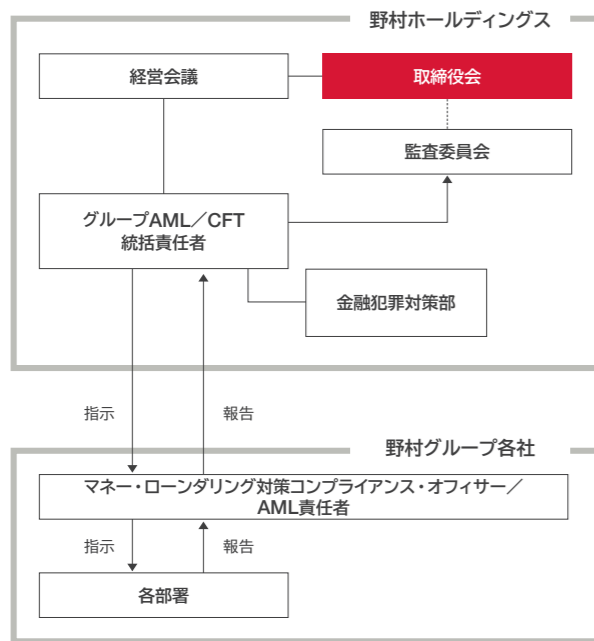 野村ホールディングス
経営会議
取締役会
監査委員会
グループAML／CFT
統括責任者
金融犯罪対策部
指示
報告
野村グループ各社
マネー・ローンダリング対策コンプライアンス・オフィサー／
AML責任者
指示
報告
各部署